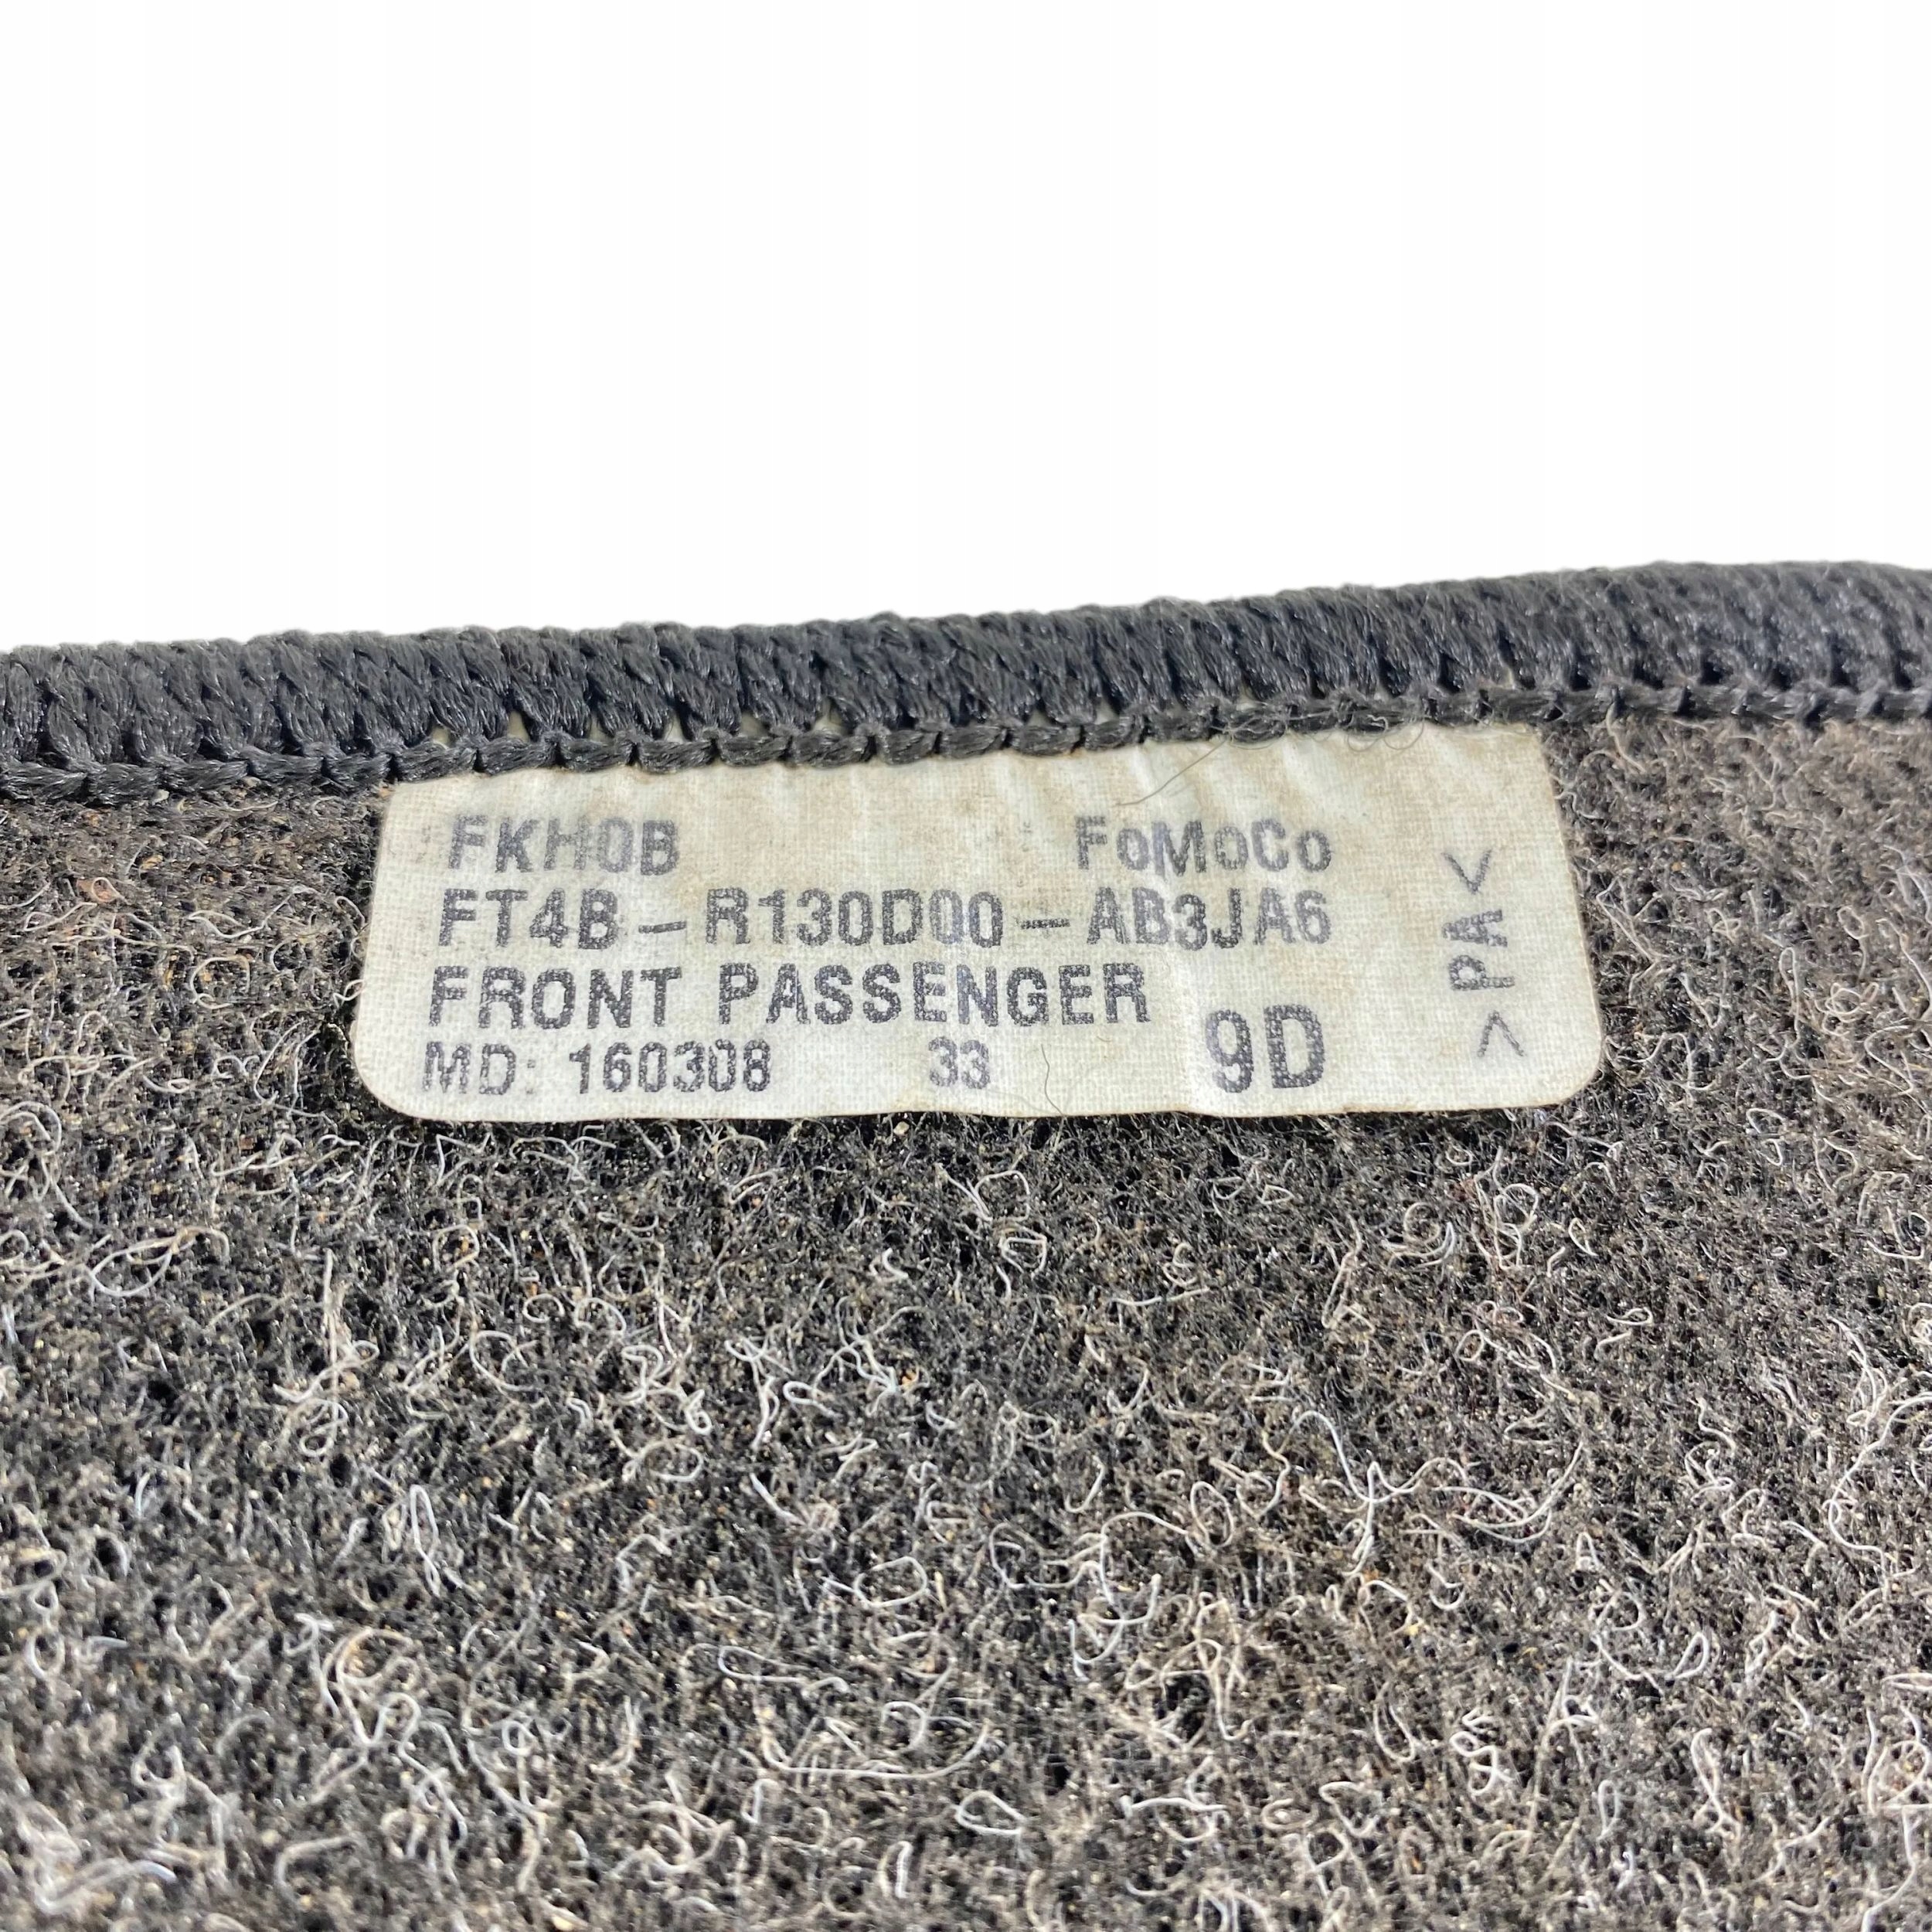 FKH0B FoMoCo
FT4B-R130D00-AB3JA6
FRONT PASSENGER
MD: 160308 33 9D
>PA<